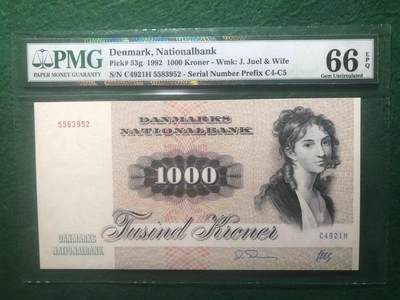 PMG
PAPER MONEY GUARANTY
Denmark, Nationalbank
Pick# 53g 1992 1000 Kroner - Wmk: J. Juel & Wife
S/N C4921H 5583952 - Serial Number Prefix C4-C5
66 EPQ
Gem Uncirculated
DANMARKS
NATIONALBANK
5583952
1000
Tusind Kroner
C4921H
DANMARKS
NATIONALBANK